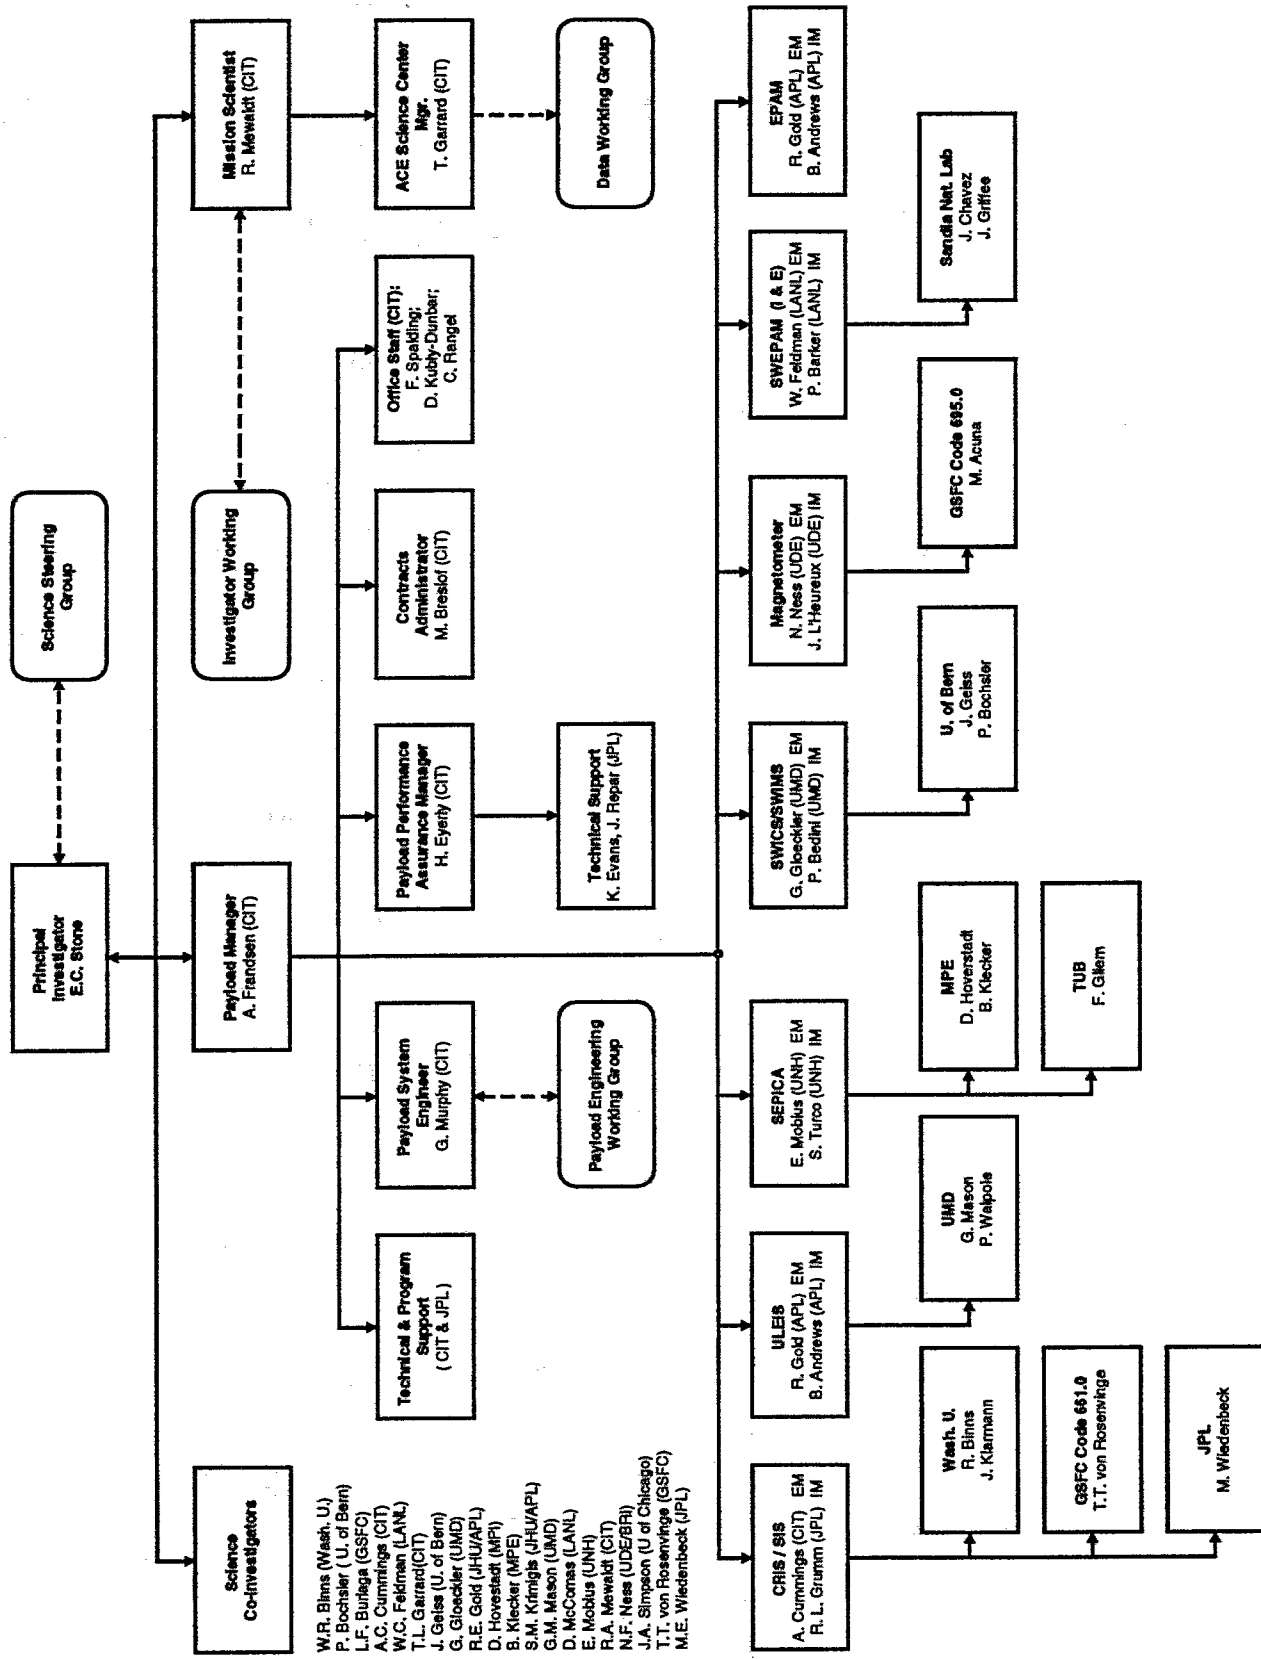 Principal
Investigator
E.C. Stone
Science Steering
Group
Science
Co-Investigators
Payload Manager
A. Frandsen (CIT)
Investigator Working
Group
Mission Scientist
R. Mewaldt (CIT)
W.R. Binns (Wash. U.)
P. Bochsler ( U. of Bern)
L.F. Burlaga (GSFC)
A.C. Cummings (CIT)
W.C. Feldman (LANL)
T.L. Garrard(CIT)
J. Geiss (U. of Bern)
G. Gloeckler (UMD)
R.E. Gold (JHU/APL)
D. Hovestadt (MPI)
B. Klecker (MPE)
S.M. Krimigis (JHU/APL)
G.M. Mason (UMD)
D. McComas (LANL)
E. Mobius (UNH)
R.A. Mewaldt (CIT)
N.F. Ness (UDE/BRI)
J.A. Simpson (U of Chicago)
T.T. von Rosenvinge (GSFC)
M.E. Wiedenbeck (JPL)
Technical & Program
Support
( CIT & JPL )
Payload System
Engineer
G. Murphy (CIT)
Payload Performance
Assurance Manager
H. Eyerly (CIT)
Contracts
Administrator
M. Breslof (CIT)
Office Staff (CIT):
F. Spalding;
D. Kubly-Dunbar;
C. Rangel
ACE Science Center
Mgr.
T. Garrard (CIT)
Payload Engineering
Working Group
Technical Support
K. Evans, J. Repar (JPL)
Data Working Group
CRIS / SIS
A. Cummings (CIT) EM
R. L. Grumm (JPL) IM
ULEIS
R. Gold (APL) EM
B. Andrews (APL) IM
SEPICA
E. Mobius (UNH) EM
S. Turco (UNH) IM
SWICS/SWIMS
G. Gloeckler (UMD) EM
P. Bedini (UMD) IM
Magnetometer
N. Ness (UDE) EM
J. L'Heureux (UDE) IM
SWEPAM (I & E)
W. Feldman (LANL) EM
P. Barker (LANL) IM
EPAM
R. Gold (APL) EM
B. Andrews (APL) IM
Wash. U.
R. Binns
J. Klarmann
UMD
G. Mason
P. Walpole
MPE
D. Hoverstadt
B. Klecker
U. of Bern
J. Geiss
P. Bochsler
GSFC Code 695.0
M. Acuna
Sandia Nat. Lab
J. Chavez
J. Griffee
GSFC Code 661.0
T.T. von Rosenvinge
TUB
F. Gliem
JPL
M. Wiedenbeck